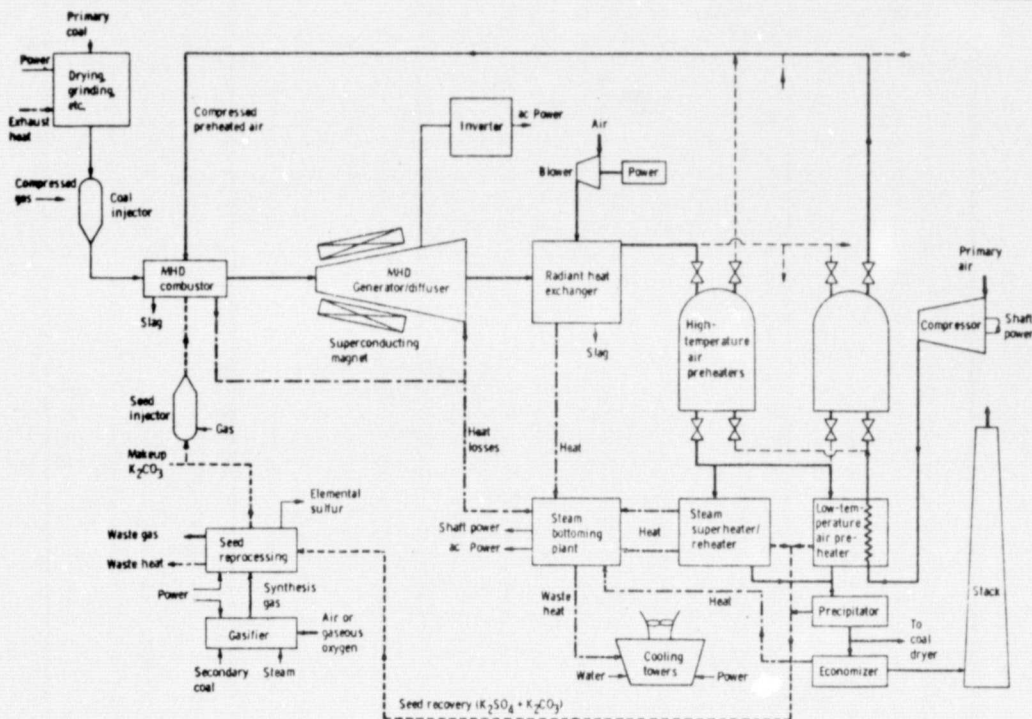 Primary
coal
Power
Drying,
grinding,
etc.
Exhaust
heat
Compressed
preheated air
Inverter
ac Power
Air
Blower
Power
Compressed
gas
Coal
injector
MHD
combustor
Slag
MHD
Generator/diffuser
Superconducting
magnet
Radiant heat
exchanger
Slag
High-
temperature
air
preheaters
Primary
air
Compressor
Shaft
power
Seed
injector
Gas
Makeup
K2CO3
Heat
losses
Heat
Elemental
sulfur
Waste gas
Seed
reprocessing
Waste heat
Shaft power
ac Power
Steam
bottoming
plant
Heat
Steam
superheater/
reheater
Low-tem-
perature
air pre-
heater
Synthesis
gas
Power
Gasifier
Air or
gaseous
oxygen
Secondary
coal
Steam
Waste
heat
Heat
Precipitator
To
coal
dryer
Economizer
Stack
Cooling
towers
Water
Power
Seed recovery (K2SO4 + K2CO3)